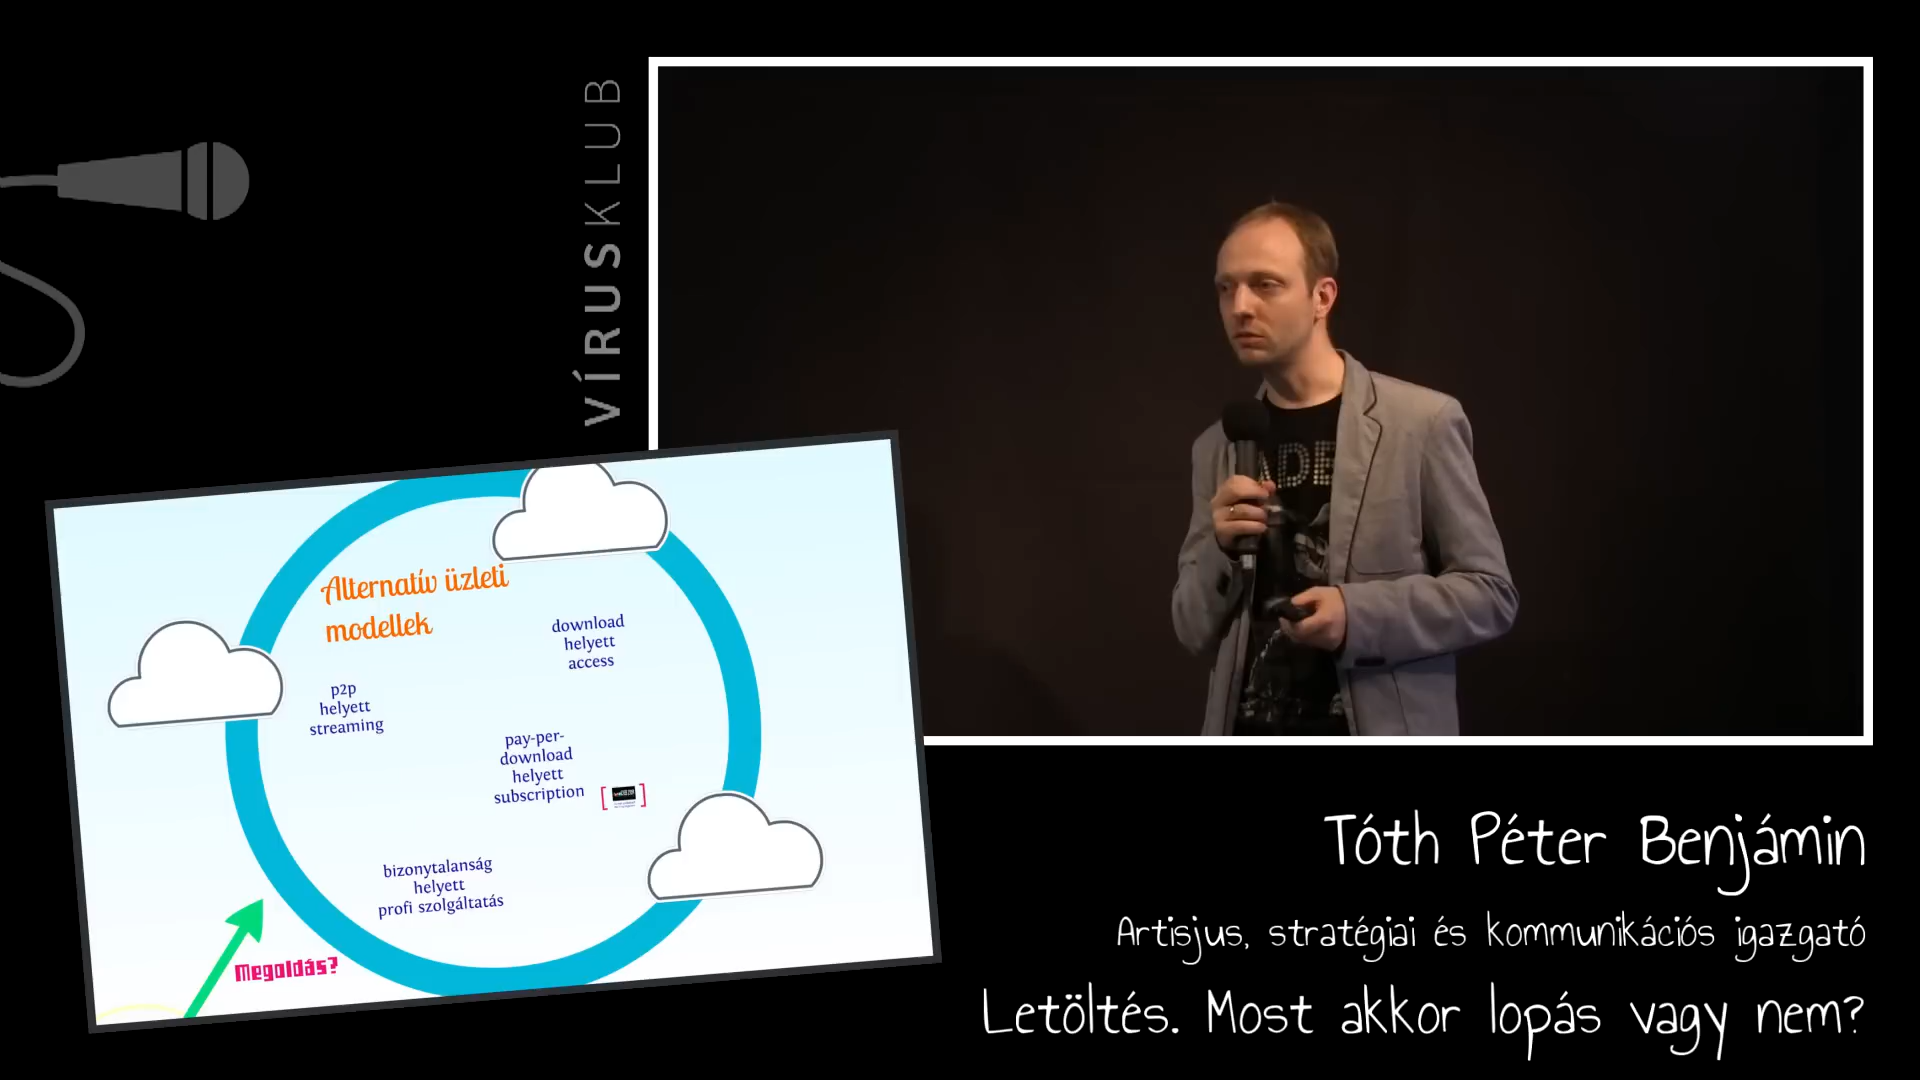 VÍRUSKLUB
ADE
Alternatív üzleti
modellek
download
helyett
access
p2p
helyett
streaming
pay-per-
download
helyett
subscription
bizonytalanság
helyett
profi szolgáltatás
Megoldás?
Tóth Péter Benjámin
Artisjus, stratégiai és kommunikációs igazgató
Letöltés. Most akkor lopás vagy nem?